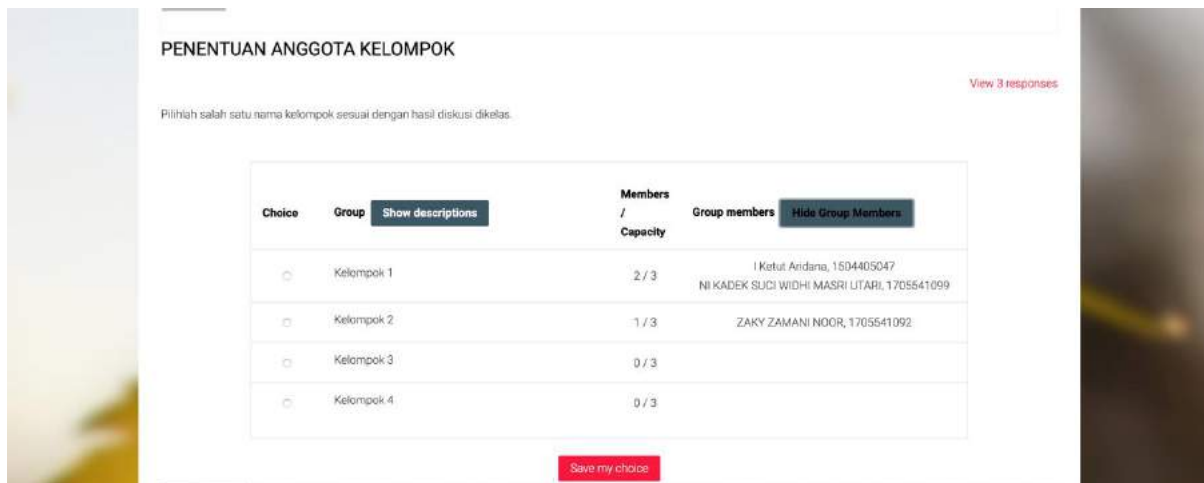 PENENTUAN ANGGOTA KELOMPOK
View 3 responses
Pilihlah salah satu nama kelompok sesuai dengan hasil diskusi dikelas.
Choice Group Show descriptions Members / Capacity Group members Hide Group Members
Kelompok 1 2 / 3 I Ketut Aridana, 1504405047
NI KADEK SUCI WIDHI MASRI UTARI, 1705541099
Kelompok 2 1 / 3 ZAKY ZAMANI NOOR, 1705541092
Kelompok 3 0 / 3
Kelompok 4 0 / 3
Save my choice